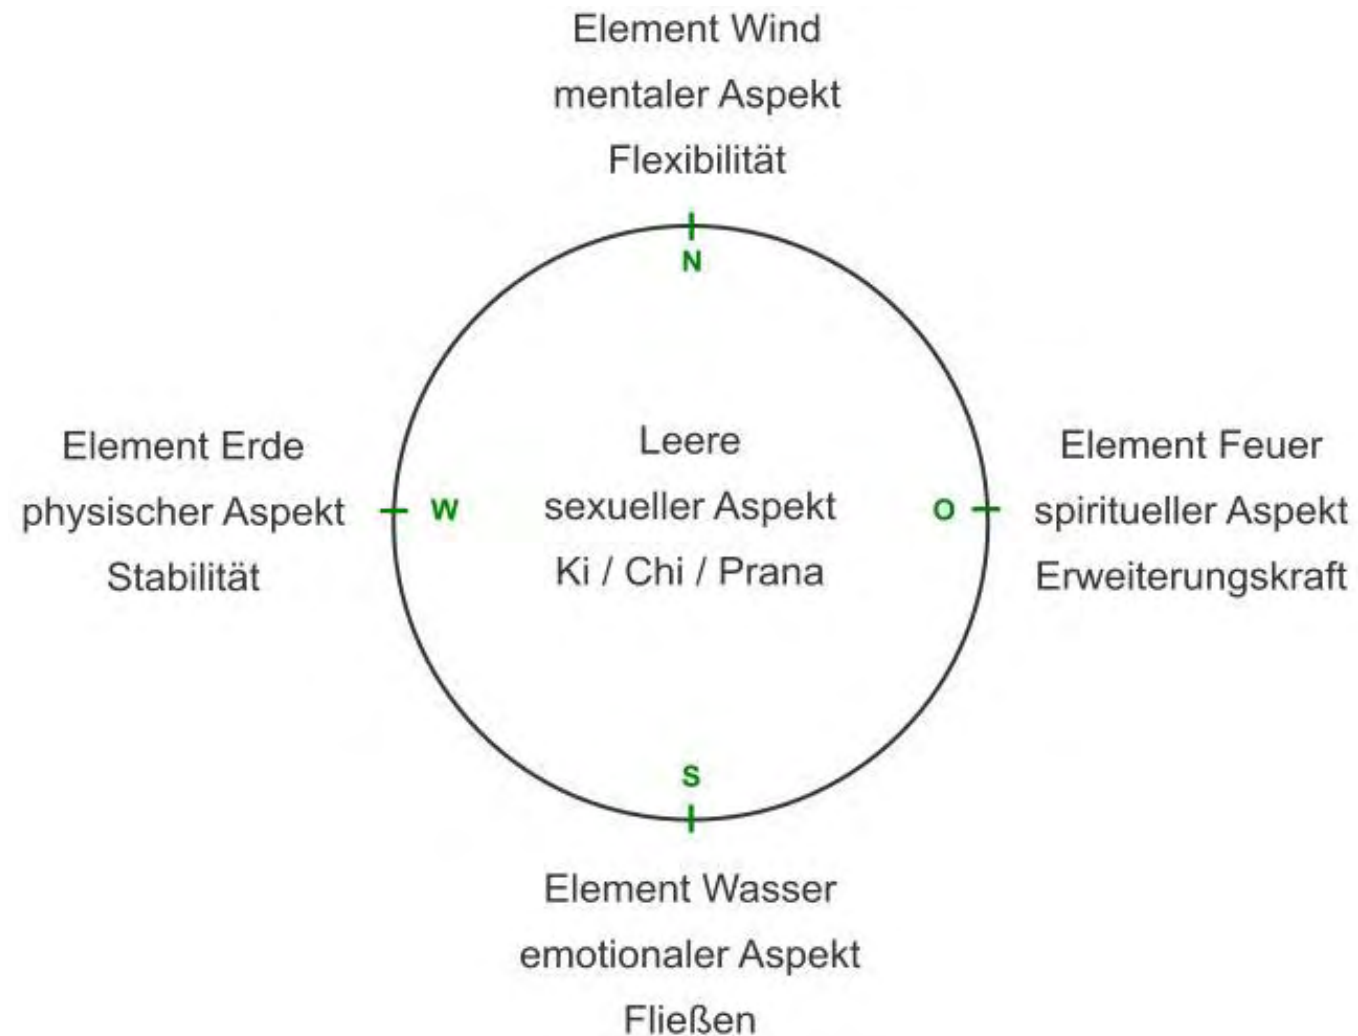 Element Wind
mentaler Aspekt
Flexibilität
N
Element Erde
physischer Aspekt
Stabilität
W
Leere
sexueller Aspekt
Ki / Chi / Prana
O
Element Feuer
spiritueller Aspekt
Erweiterungskraft
S
Element Wasser
emotionaler Aspekt
Fließen